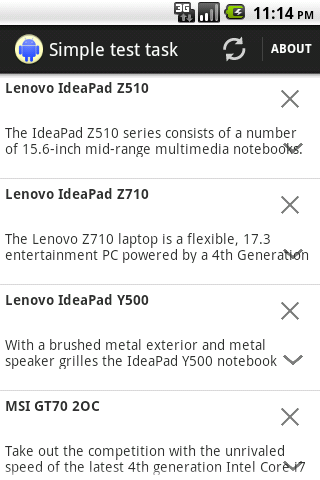 3G
11:14 PM
Simple test task
ABOUT
Lenovo IdeaPad Z510
The IdeaPad Z510 series consists of a number
of 15.6-inch mid-range multimedia notebooks.
Lenovo IdeaPad Z710
The Lenovo Z710 laptop is a flexible, 17.3
entertainment PC powered by a 4th Generation
Lenovo IdeaPad Y500
With a brushed metal exterior and metal
speaker grilles the IdeaPad Y500 notebook
MSI GT70 2OC
Take out the competition with the unrivaled
speed of the latest 4th generation Intel Core i7